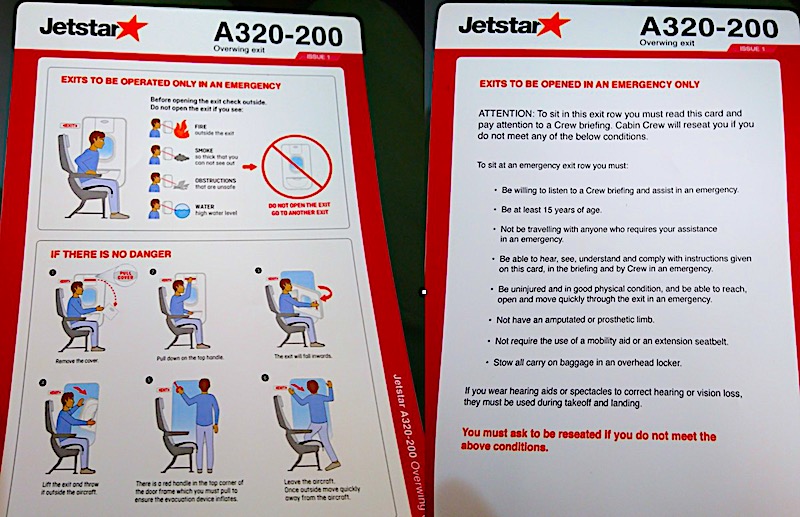 Jetstar
A320-200
Overwing exit
ISSUE 1
EXITS TO BE OPERATED ONLY IN AN EMERGENCY
Before opening the exit check outside.
Do not open the exit if you see:
EXIT
FIRE
outside the exit
SMOKE
so thick that you
can not see out
OBSTRUCTIONS
that are unsafe
WATER
high water level
DO NOT OPEN THE EXIT
GO TO ANOTHER EXIT
IF THERE IS NO DANGER
1
PULL
COVER
Remove the cover.
2
Pull down on the top handle.
3
The exit will fall inwards.
4
EXIT
Lift the exit and throw
it outside the aircraft.
5
EXIT
There is a red handle in the top corner of
the door frame which you must pull to
ensure the evacuation device inflates.
6
EXIT
Leave the aircraft.
Once outside move quickly
away from the aircraft.
Jetstar A320-200 Overwing
Jetstar
A320-200
Overwing exit
ISSUE 1
EXITS TO BE OPENED IN AN EMERGENCY ONLY
ATTENTION: To sit in this exit row you must read this card and
pay attention to a Crew briefing. Cabin Crew will reseat you if you
do not meet any of the below conditions.
To sit at an emergency exit row you must:
• Be willing to listen to a Crew briefing and assist in an emergency.
• Be at least 15 years of age.
• Not be travelling with anyone who requires your assistance
in an emergency.
• Be able to hear, see, understand and comply with instructions given
on this card, in the briefing and by Crew in an emergency.
• Be uninjured and in good physical condition, and be able to reach,
open and move quickly through the exit in an emergency.
• Not have an amputated or prosthetic limb.
• Not require the use of a mobility aid or an extension seatbelt.
• Stow all carry on baggage in an overhead locker.
If you wear hearing aids or spectacles to correct hearing or vision loss,
they must be used during takeoff and landing.
You must ask to be reseated if you do not meet the
above conditions.